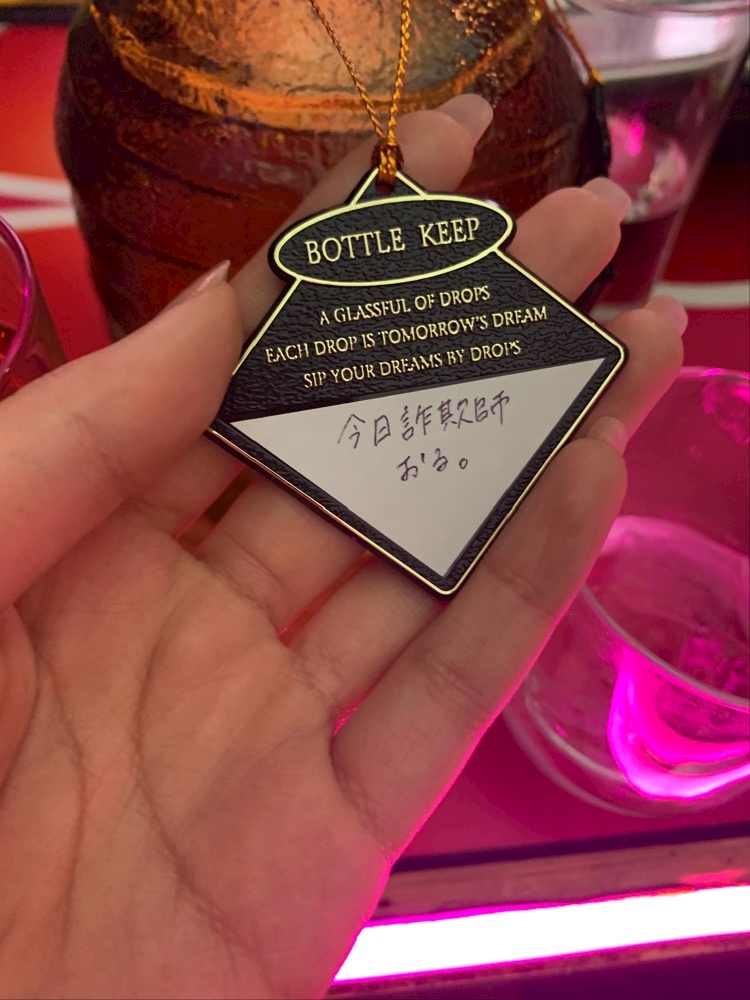 BOTTLE KEEP
A GLASSFUL OF DROPS
EACH DROP IS TOMORROW'S DREAM
SIP YOUR DREAMS BY DROPS
今日詐欺師
おる。